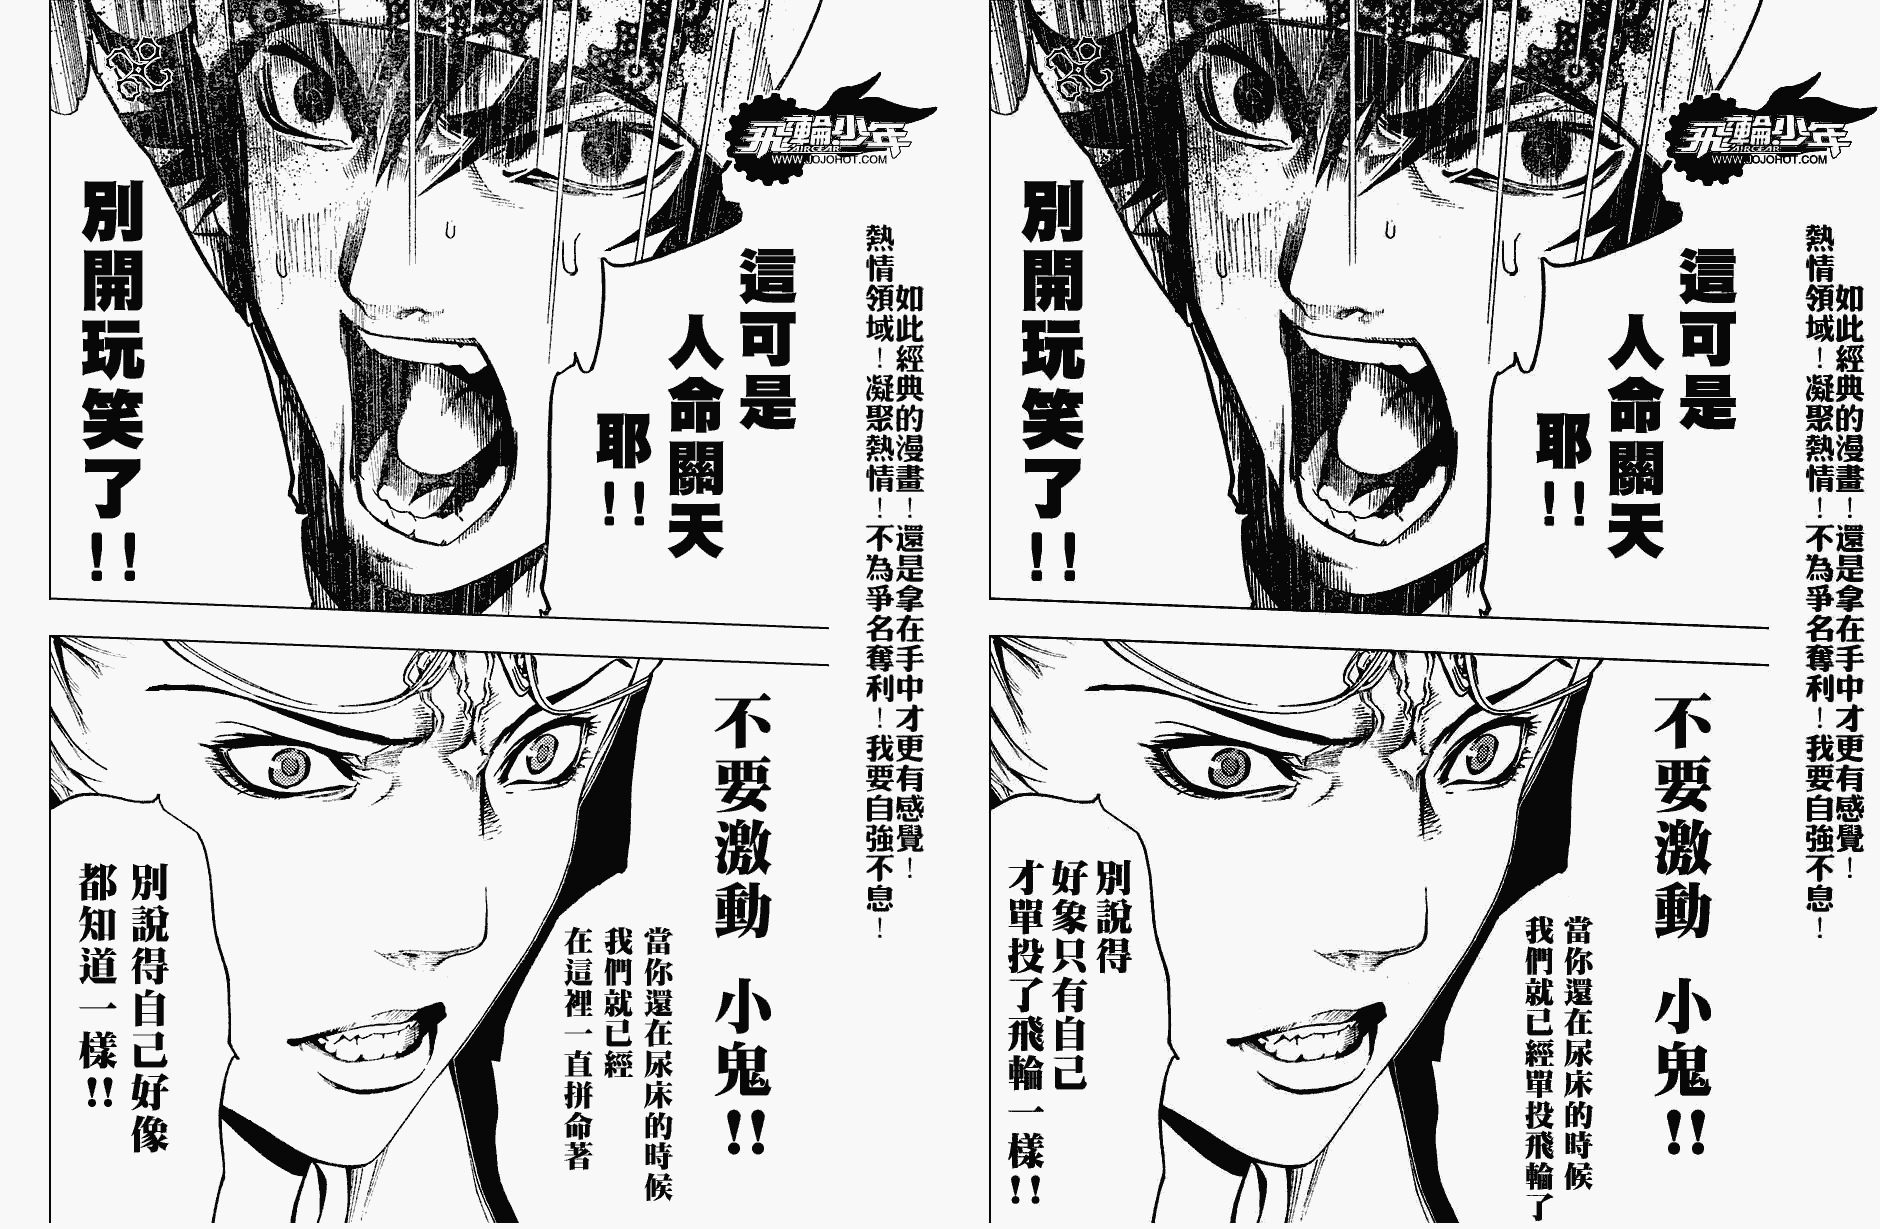 飛輪少年
AIRGEAR
WWW.JOJOHOT.COM
如此經典的漫畫！還是拿在手中才更有感覺！
熱情領域！凝聚熱情！不為爭名奪利！我要自強不息！
這可是
人命關天
耶!!
別開玩笑了!!
不要激動 小鬼!!
當你還在尿床的時候
我們就已經
在這裡一直拼命著
別說得自己好像
都知道一樣!!
飛輪少年
AIRGEAR
WWW.JOJOHOT.COM
如此經典的漫畫！還是拿在手中才更有感覺！
熱情領域！凝聚熱情！不為爭名奪利！我要自強不息！
這可是
人命關天
耶!!
別開玩笑了!!
不要激動 小鬼!!
當你還在尿床的時候
我們就已經單投飛輪了
別說得
好象只有自己
才單投了飛輪一樣!!